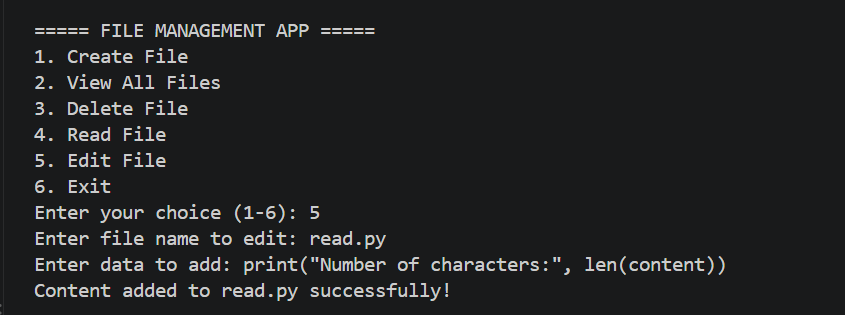 ===== FILE MANAGEMENT APP =====
1. Create File
2. View All Files
3. Delete File
4. Read File
5. Edit File
6. Exit
Enter your choice (1-6): 5
Enter file name to edit: read.py
Enter data to add: print("Number of characters:", len(content))
Content added to read.py successfully!